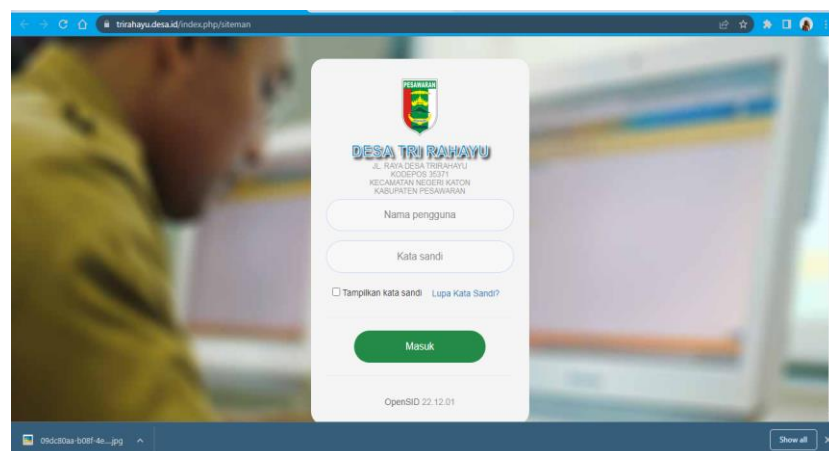 trirahayu.desa.id/index.php/siteman
PESAWARAN
DESA TRI RAHAYU
JL. RAYA DESA TRIRAHAYU
KODEPOS 35371
KECAMATAN NEGERI KATON
KABUPATEN PESAWARAN
Nama pengguna
Kata sandi
Tampilkan kata sandi Lupa Kata Sandi?
Masuk
OpenSID 22.12.01
09dc80aa-b08f-4e....jpg
Show all